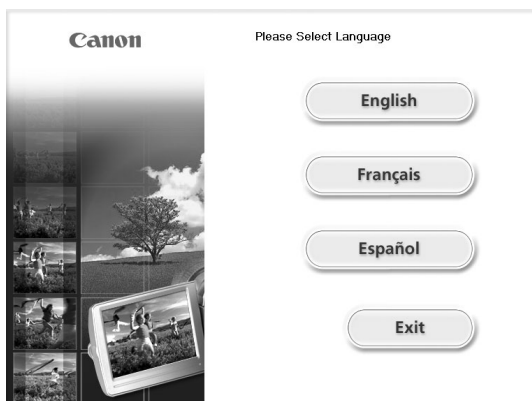 Canon
Please Select Language
English
Français
Español
Exit